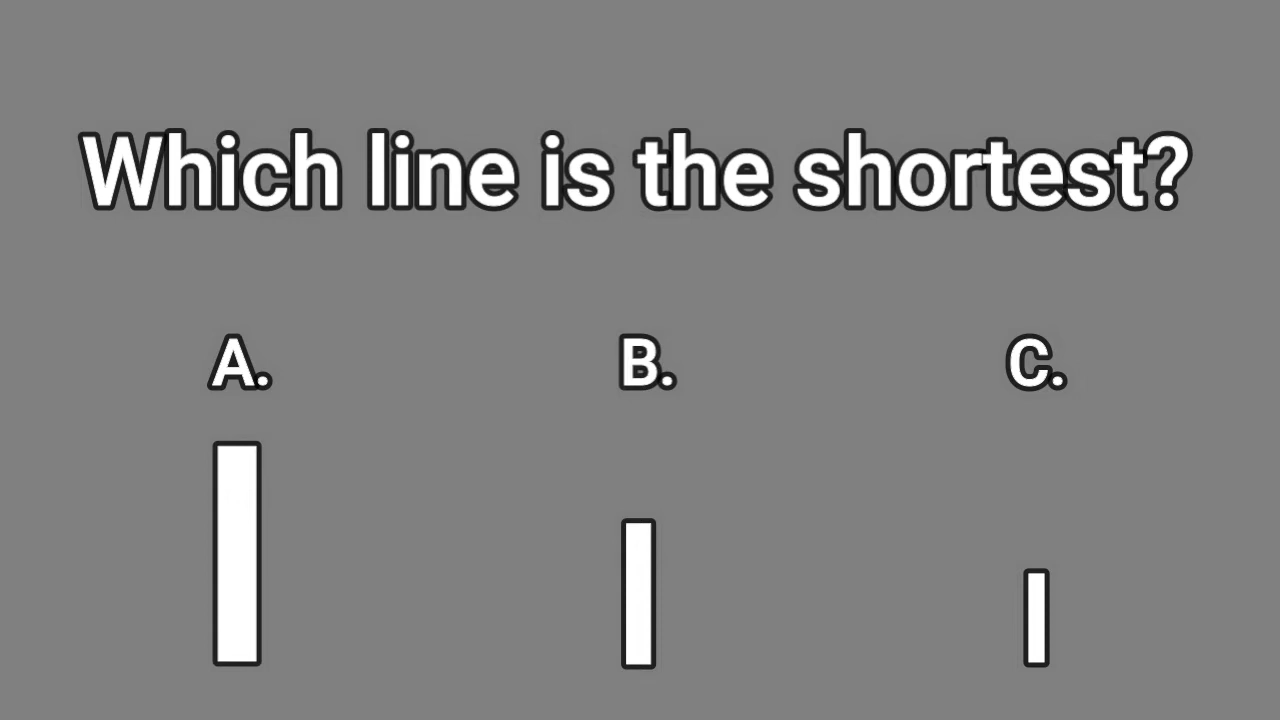 Which line is the shortest?
A. B. C.